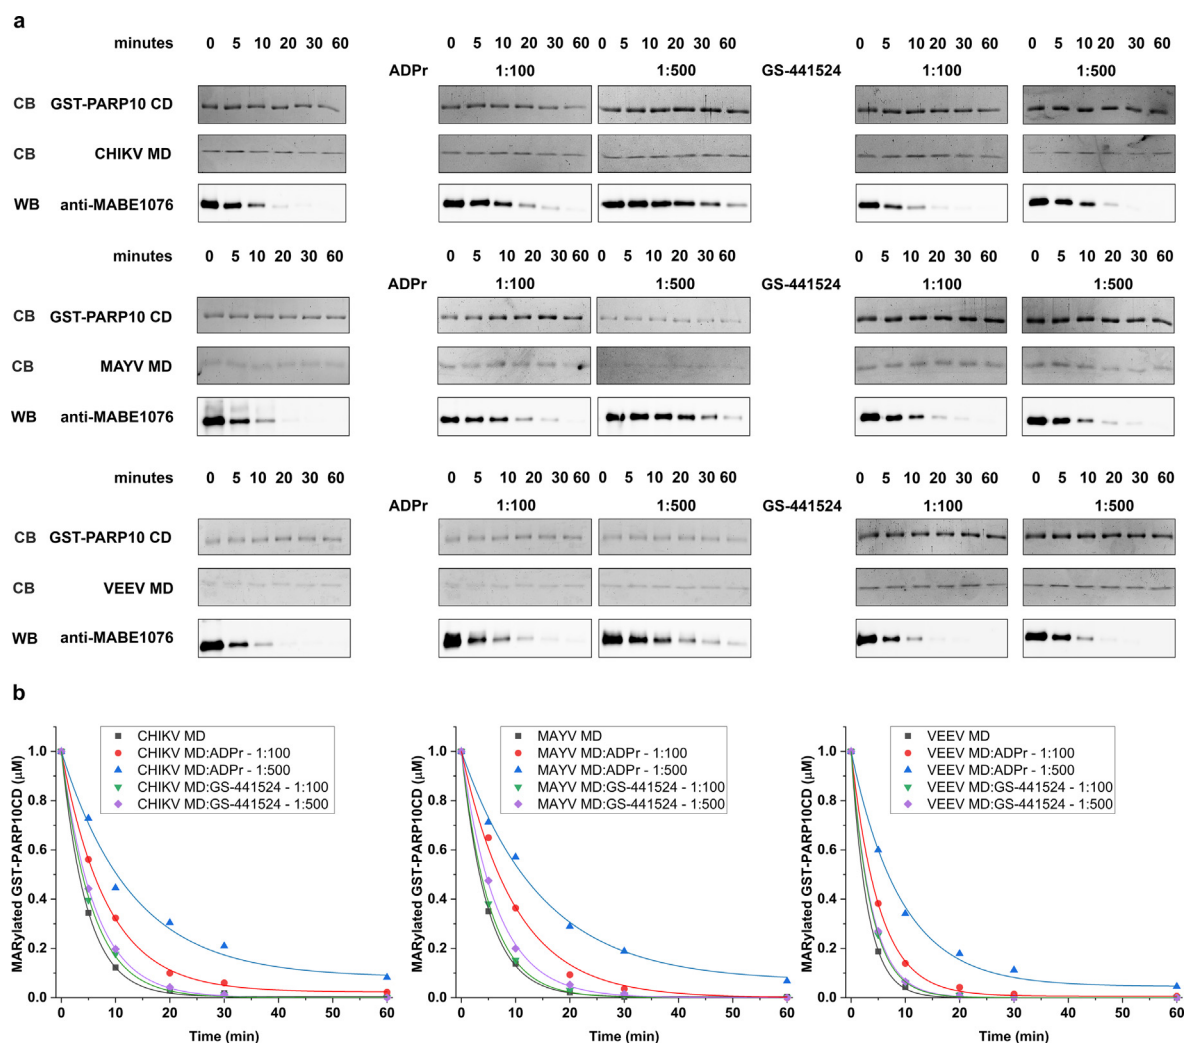 a
minutes 0 5 10 20 30 60 0 5 10 20 30 60 0 5 10 20 30 60 0 5 10 20 30 60 0 5 10 20 30 60
ADPr 1:100 1:500 GS-441524 1:100 1:500
CB GST-PARP10 CD
CB CHIKV MD
WB anti-MABE1076
minutes 0 5 10 20 30 60 0 5 10 20 30 60 0 5 10 20 30 60 0 5 10 20 30 60 0 5 10 20 30 60
ADPr 1:100 1:500 GS-441524 1:100 1:500
CB GST-PARP10 CD
CB MAYV MD
WB anti-MABE1076
minutes 0 5 10 20 30 60 0 5 10 20 30 60 0 5 10 20 30 60 0 5 10 20 30 60 0 5 10 20 30 60
ADPr 1:100 1:500 GS-441524 1:100 1:500
CB GST-PARP10 CD
CB VEEV MD
WB anti-MABE1076
b
MARylated GST-PARP10CD (μM)
1.0
0.8
0.6
0.4
0.2
0.0
CHIKV MD
CHIKV MD:ADPr - 1:100
CHIKV MD:ADPr - 1:500
CHIKV MD:GS-441524 - 1:100
CHIKV MD:GS-441524 - 1:500
0 10 20 30 40 50 60
Time (min)
MARylated GST-PARP10CD (μM)
1.0
0.8
0.6
0.4
0.2
0.0
MAYV MD
MAYV MD:ADPr - 1:100
MAYV MD:ADPr - 1:500
MAYV MD:GS-441524 - 1:100
MAYV MD:GS-441524 - 1:500
0 10 20 30 40 50 60
Time (min)
MARylated GST-PARP10CD (μM)
1.0
0.8
0.6
0.4
0.2
0.0
VEEV MD
VEEV MD:ADPr - 1:100
VEEV MD:ADPr - 1:500
VEEV MD:GS-441524 - 1:100
VEEV MD:GS-441524 - 1:500
0 10 20 30 40 50 60
Time (min)